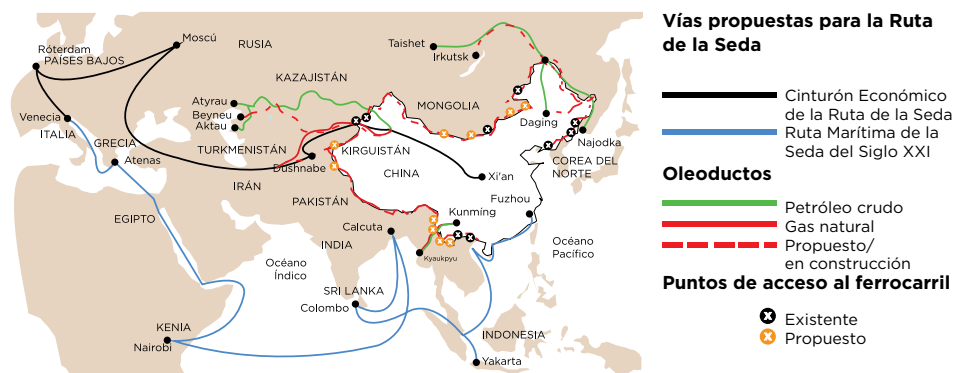 Moscú
Róterdam
PAÍSES BAJOS
RUSIA
Taishet
Irkutsk
KAZAJISTÁN
Atyrau
Beyneu
Aktau
MONGOLIA
Daging
Venecia
ITALIA
GRECIA
Atenas
TURKMENISTÁN
KIRGUISTÁN
Dushnabe
Najodka
COREA DEL
NORTE
CHINA
Xi'an
IRÁN
PAKISTÁN
Fuzhou
EGIPTO
Kunmíng
Calcuta
INDIA
Kyaukpyu
Océano
Pacífico
Océano
Índico
SRI LANKA
Colombo
KENIA
Nairobi
INDONESIA
Yakarta
Vías propuestas para la Ruta
de la Seda
Cinturón Económico
de la Ruta de la Seda
Ruta Marítima de la
Seda del Siglo XXI
Oleoductos
Petróleo crudo
Gas natural
Propuesto/
en construcción
Puntos de acceso al ferrocarril
Existente
Propuesto